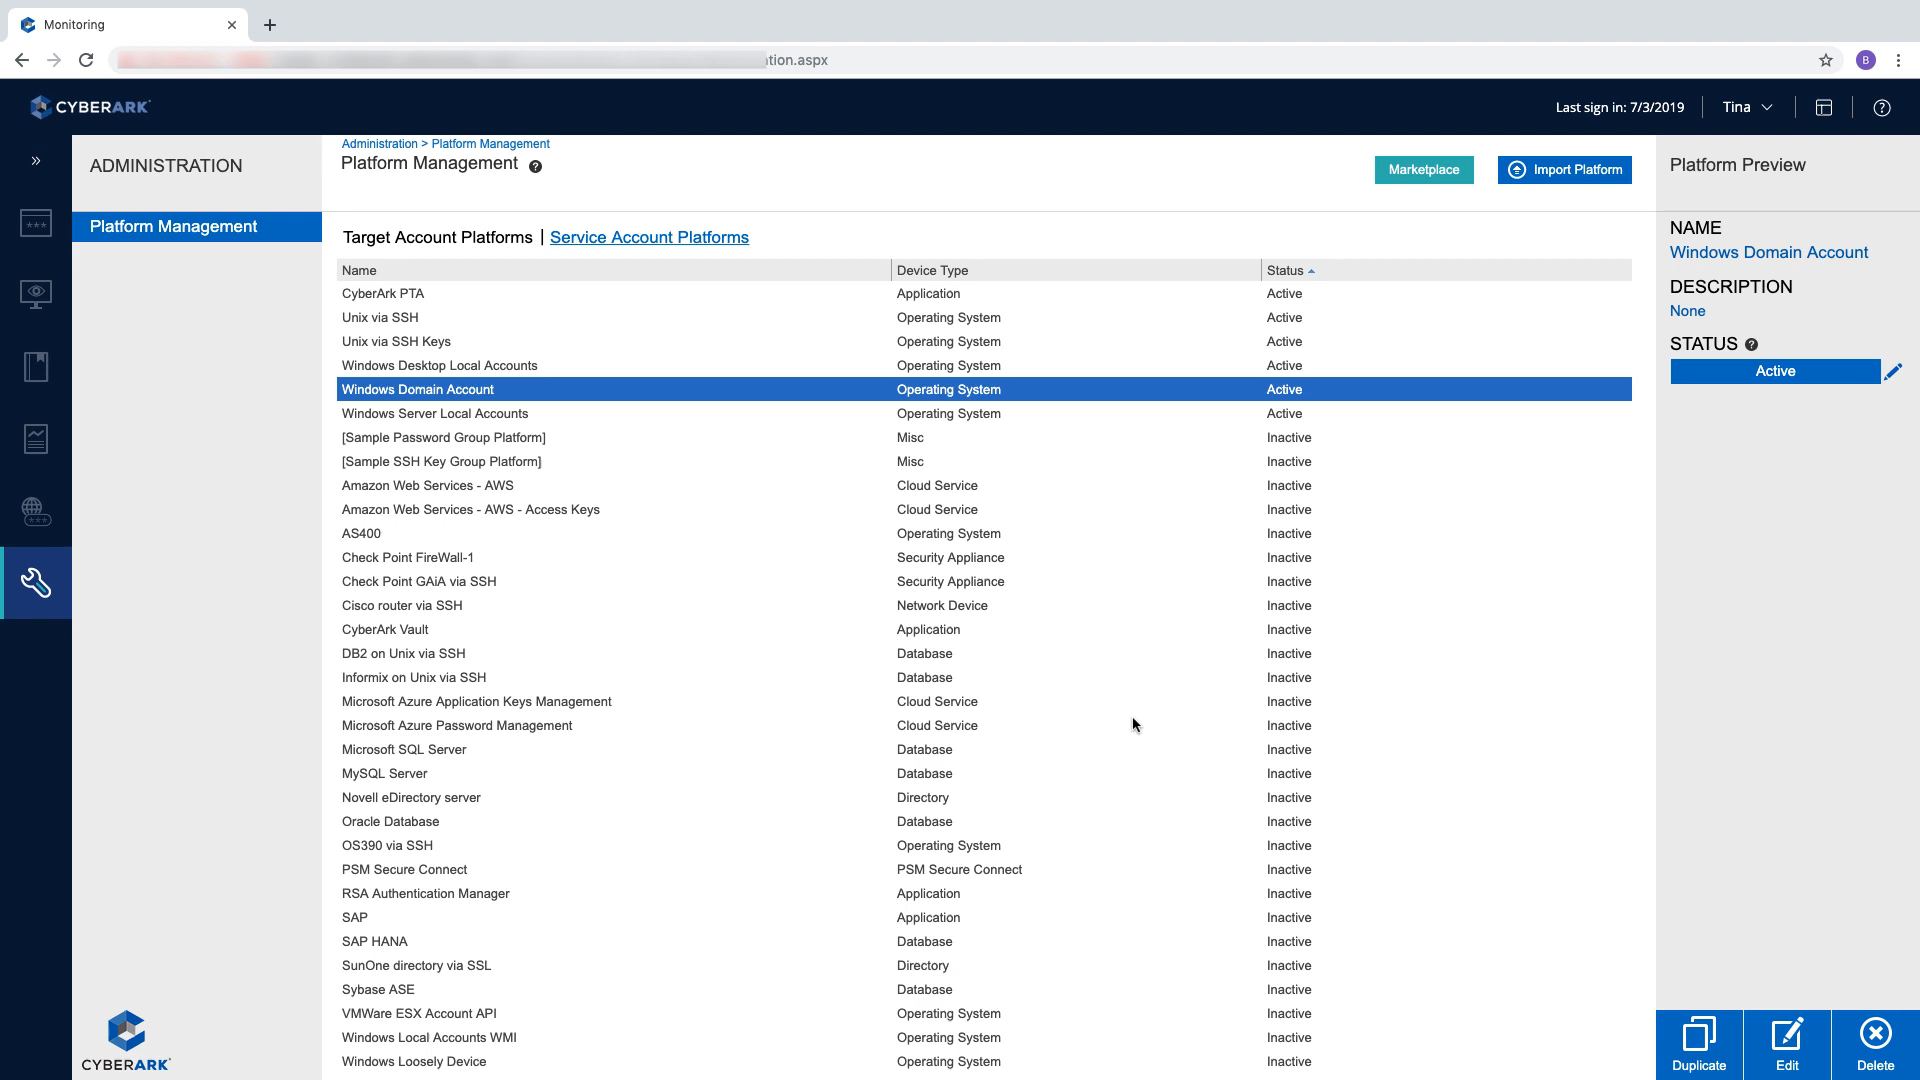 Monitoring
tion.aspx
B
CYBERARK
Last sign in: 7/3/2019
Tina
ADMINISTRATION
Platform Management
Administration > Platform Management
Platform Management
Marketplace
Import Platform
Target Account Platforms | Service Account Platforms
Name Device Type Status
CyberArk PTA Application Active
Unix via SSH Operating System Active
Unix via SSH Keys Operating System Active
Windows Desktop Local Accounts Operating System Active
Windows Domain Account Operating System Active
Windows Server Local Accounts Operating System Active
[Sample Password Group Platform] Misc Inactive
[Sample SSH Key Group Platform] Misc Inactive
Amazon Web Services - AWS Cloud Service Inactive
Amazon Web Services - AWS - Access Keys Cloud Service Inactive
AS400 Operating System Inactive
Check Point FireWall-1 Security Appliance Inactive
Check Point GAiA via SSH Security Appliance Inactive
Cisco router via SSH Network Device Inactive
CyberArk Vault Application Inactive
DB2 on Unix via SSH Database Inactive
Informix on Unix via SSH Database Inactive
Microsoft Azure Application Keys Management Cloud Service Inactive
Microsoft Azure Password Management Cloud Service Inactive
Microsoft SQL Server Database Inactive
MySQL Server Database Inactive
Novell eDirectory server Directory Inactive
Oracle Database Database Inactive
OS390 via SSH Operating System Inactive
PSM Secure Connect PSM Secure Connect Inactive
RSA Authentication Manager Application Inactive
SAP Application Inactive
SAP HANA Database Inactive
SunOne directory via SSL Directory Inactive
Sybase ASE Database Inactive
VMWare ESX Account API Operating System Inactive
Windows Local Accounts WMI Operating System Inactive
Windows Loosely Device Operating System Inactive
Platform Preview
NAME
Windows Domain Account
DESCRIPTION
None
STATUS
Active
Duplicate
Edit
Delete
CYBERARK